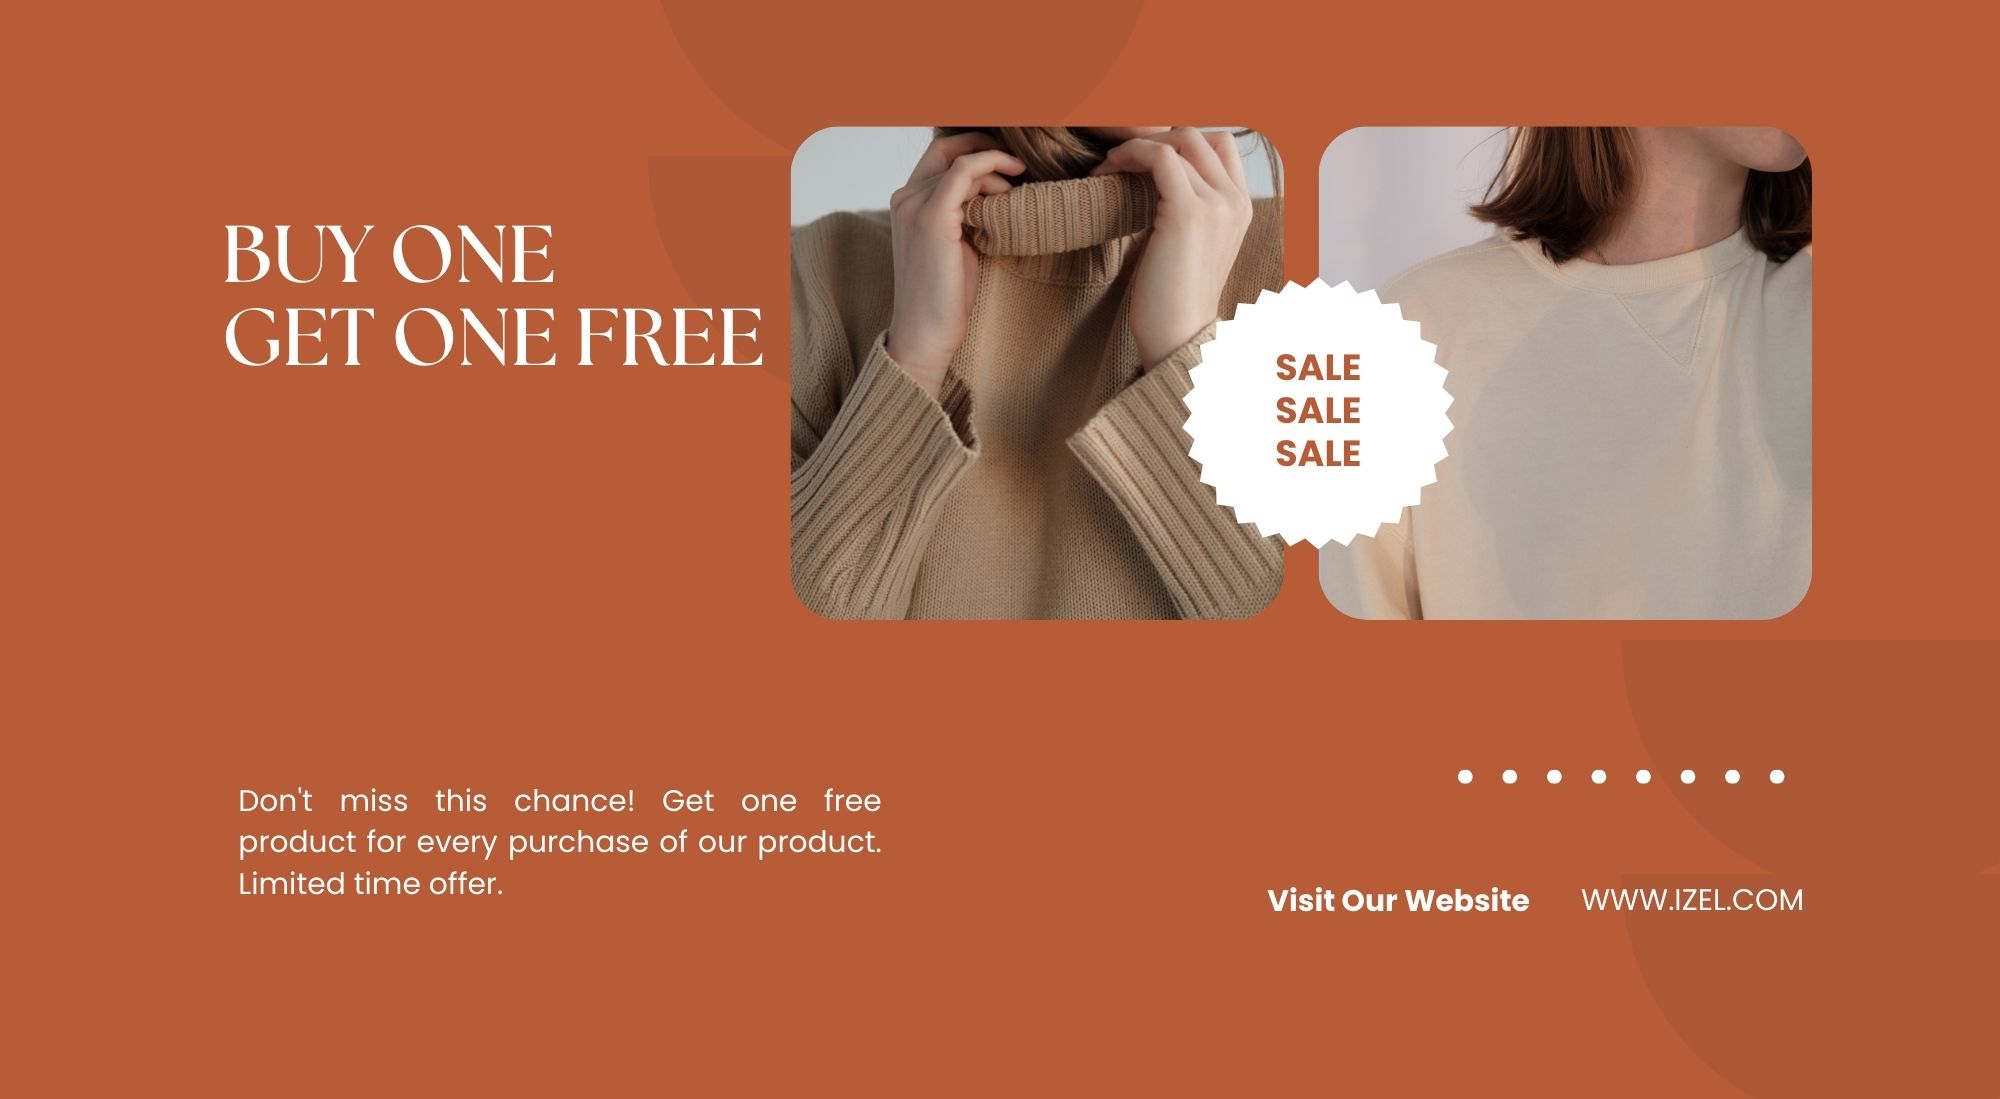 BUY ONE
GET ONE FREE
SALE
SALE
SALE
Don't miss this chance! Get one free
product for every purchase of our product.
Limited time offer.
Visit Our Website WWW.IZEL.COM